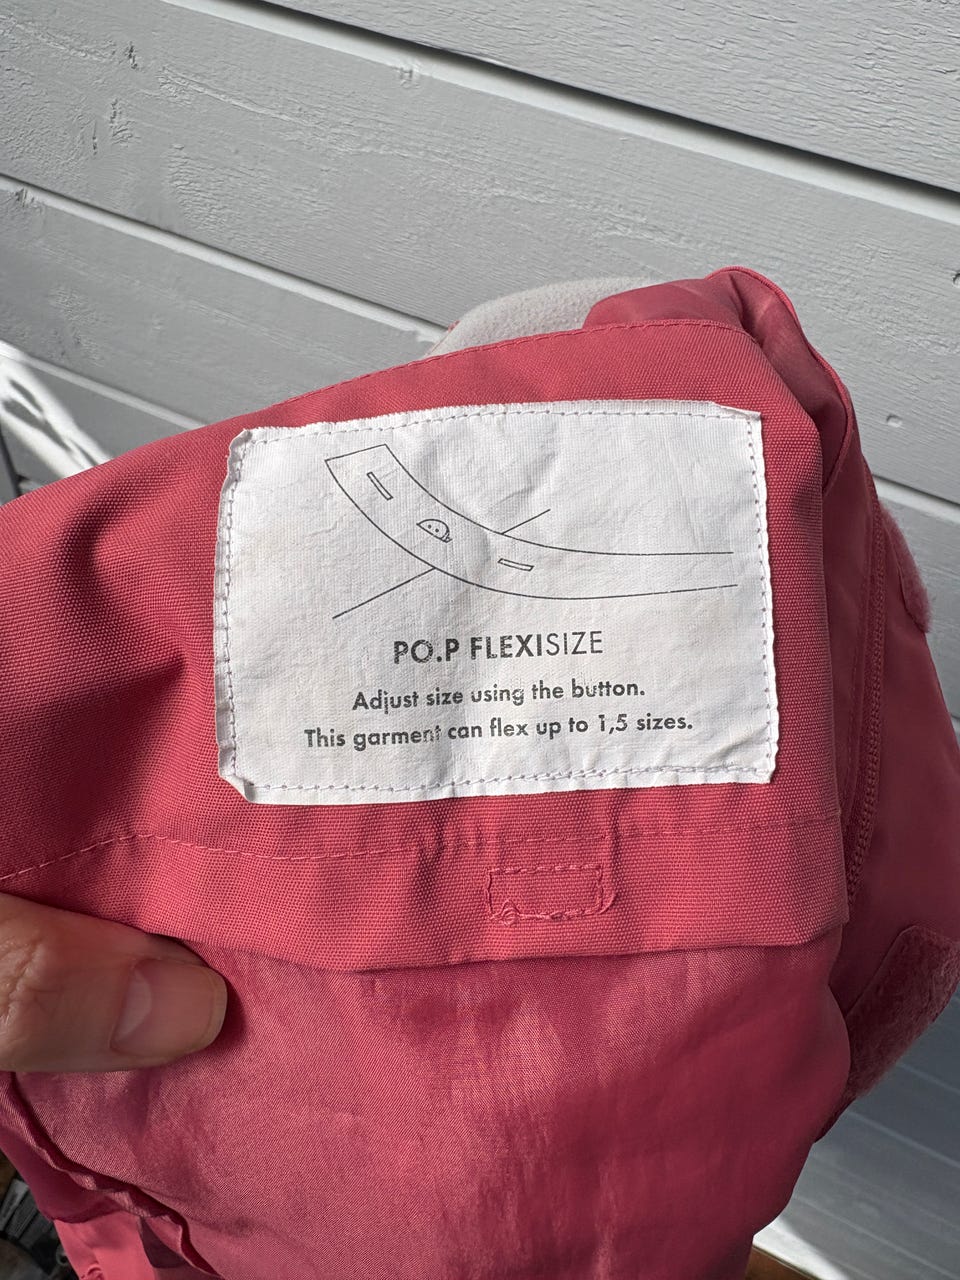 PO.P FLEXISIZE
Adjust size using the button.
This garment can flex up to 1,5 sizes.